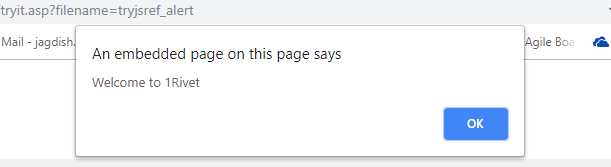 tryit.asp?filename=tryjsref_alert
Mail - jagdish. Agile Boa
An embedded page on this page says
Welcome to 1Rivet
OK